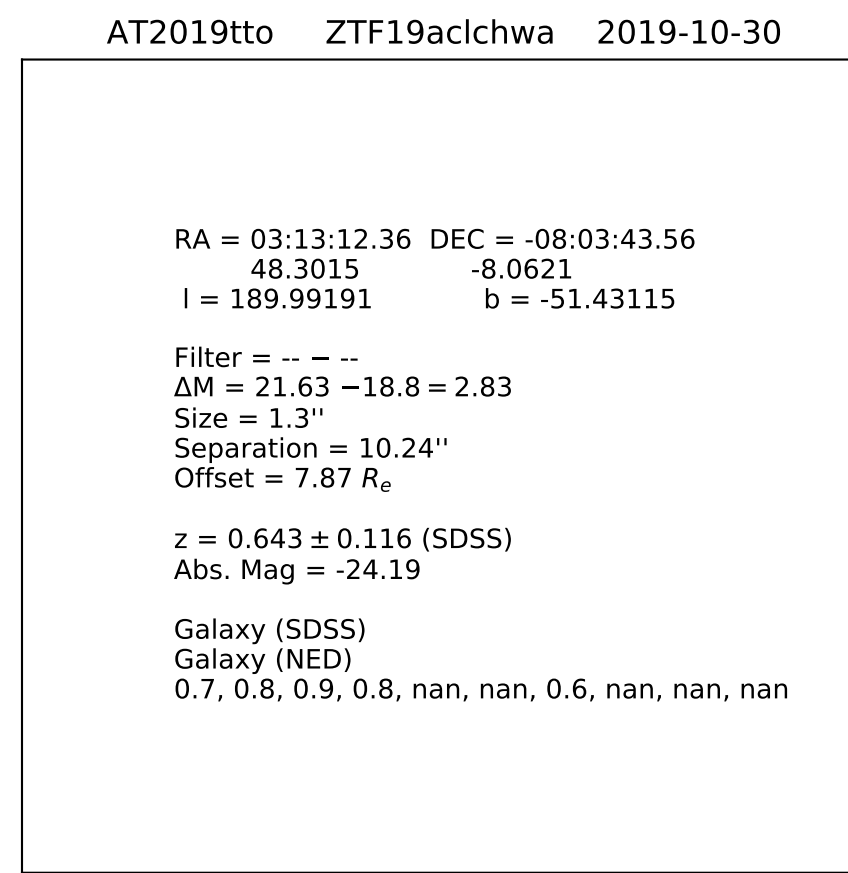 AT2019tto ZTF19aclchwa 2019-10-30
RA = 03:13:12.36 DEC = -08:03:43.56
48.3015 -8.0621
l = 189.99191 b = -51.43115
Filter = -- − --
ΔM = 21.63 −18.8 = 2.83
Size = 1.3''
Separation = 10.24''
Offset = 7.87 Rₑ
z = 0.643 ± 0.116 (SDSS)
Abs. Mag = -24.19
Galaxy (SDSS)
Galaxy (NED)
0.7, 0.8, 0.9, 0.8, nan, nan, 0.6, nan, nan, nan